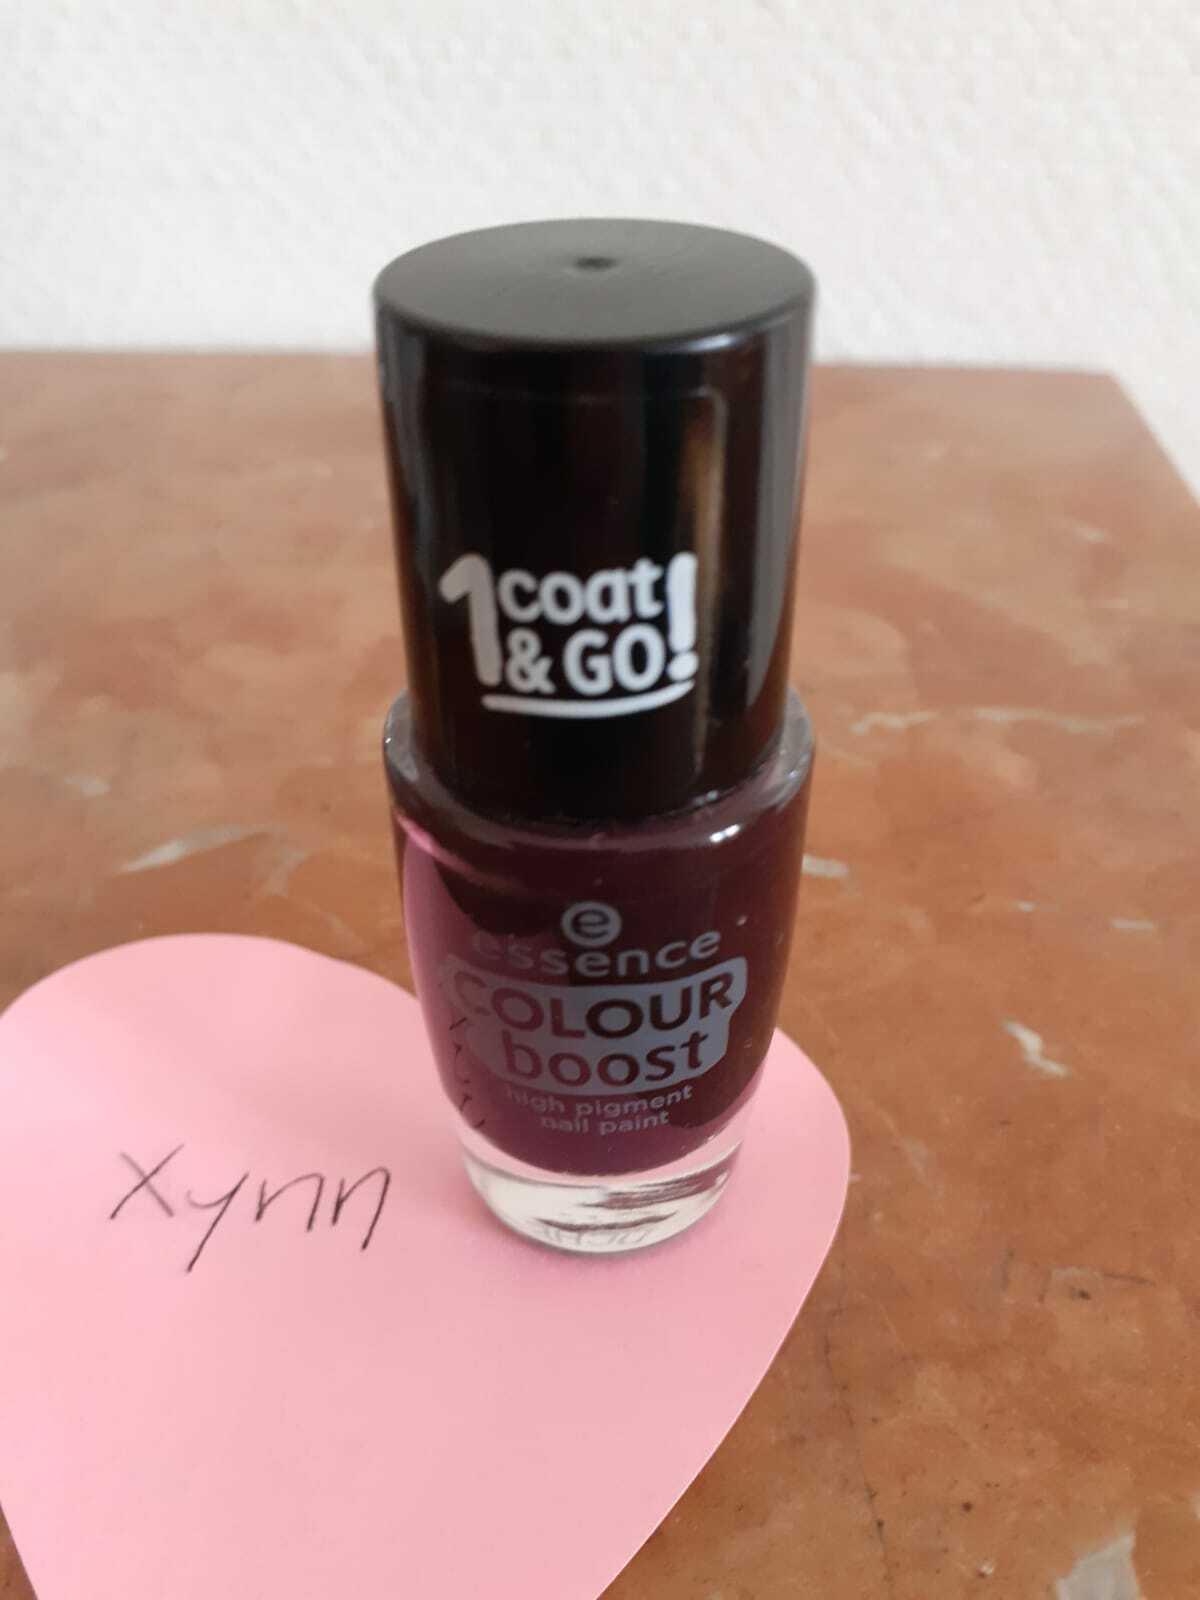 1 coat
& GO!
e
essence
COLOUR
boost
high pigment
nail paint
xynn